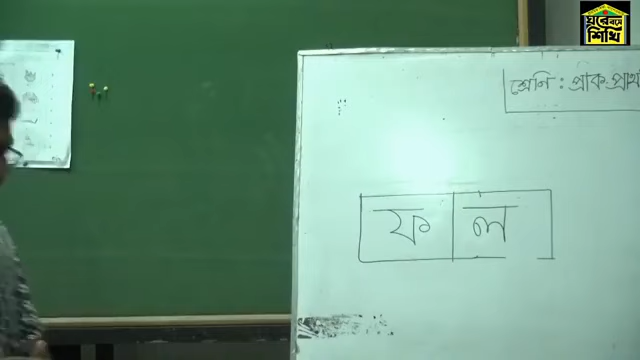 ঘরে বসে
শিখি
শ্রেণি : প্রাক-প্রাথ
ফ ল